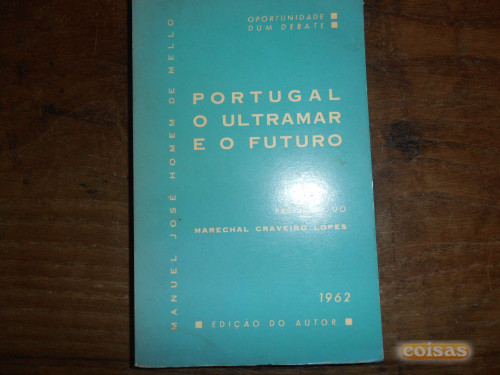 OPORTUNIDADE
DUM DEBATE
MANUEL JOSÉ HOMEM DE MELLO
PORTUGAL
O ULTRAMAR
E O FUTURO
DO
MARECHAL CRAVEIRO LOPES
1962
EDIÇÃO DO AUTOR
coisas